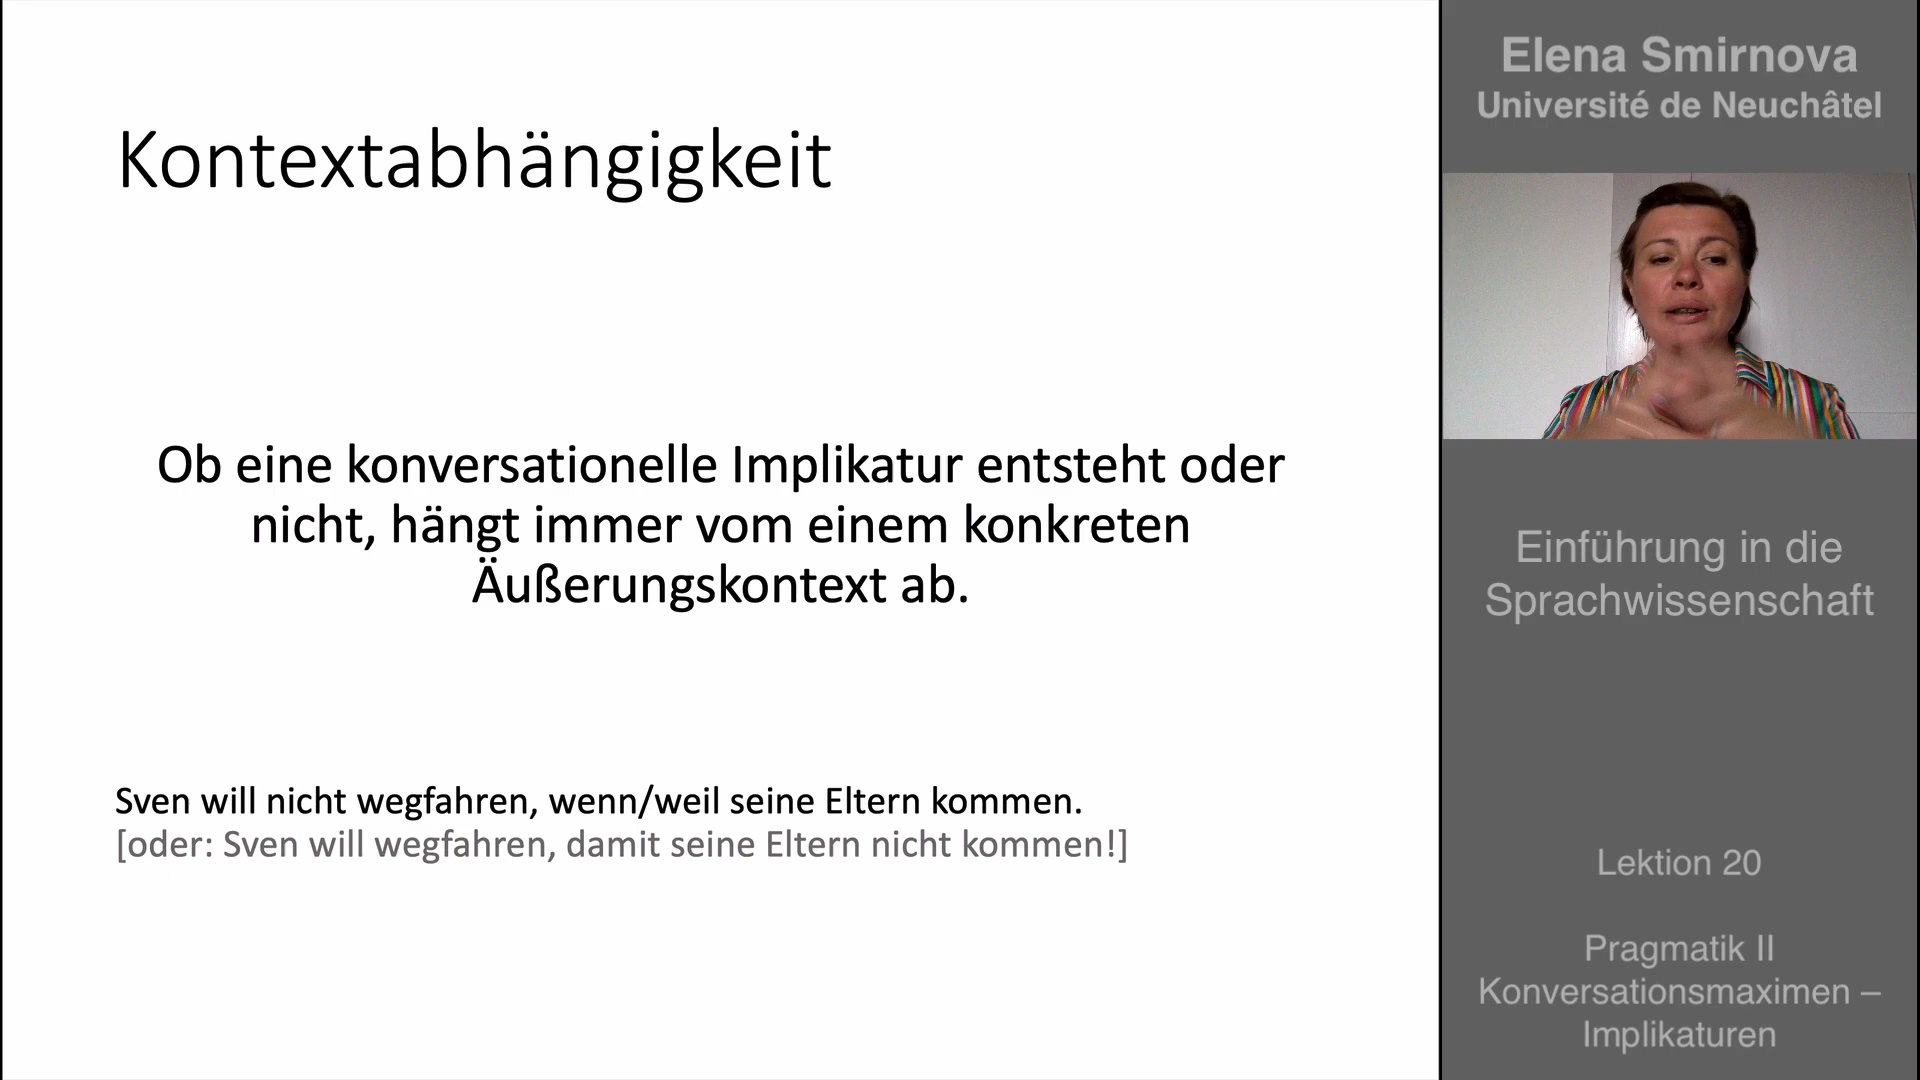 Kontextabhängigkeit
Ob eine konversationelle Implikatur entsteht oder
nicht, hängt immer vom einem konkreten
Äußerungskontext ab.
Sven will nicht wegfahren, wenn/weil seine Eltern kommen.
[oder: Sven will wegfahren, damit seine Eltern nicht kommen!]
Elena Smirnova
Université de Neuchâtel
Einführung in die
Sprachwissenschaft
Lektion 20
Pragmatik II
Konversationsmaximen –
Implikaturen